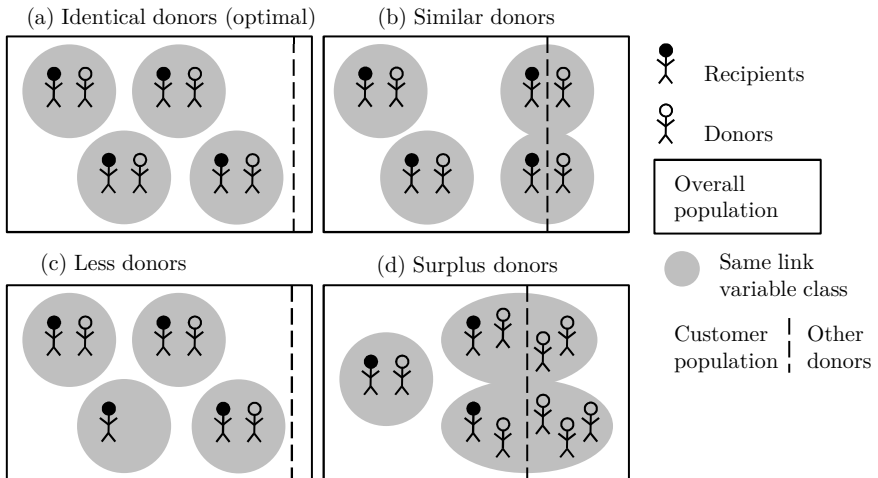 (a) Identical donors (optimal)
(b) Similar donors
Recipients
Donors
Overall
population
(c) Less donors
(d) Surplus donors
Same link
variable class
Customer
population
Other
donors